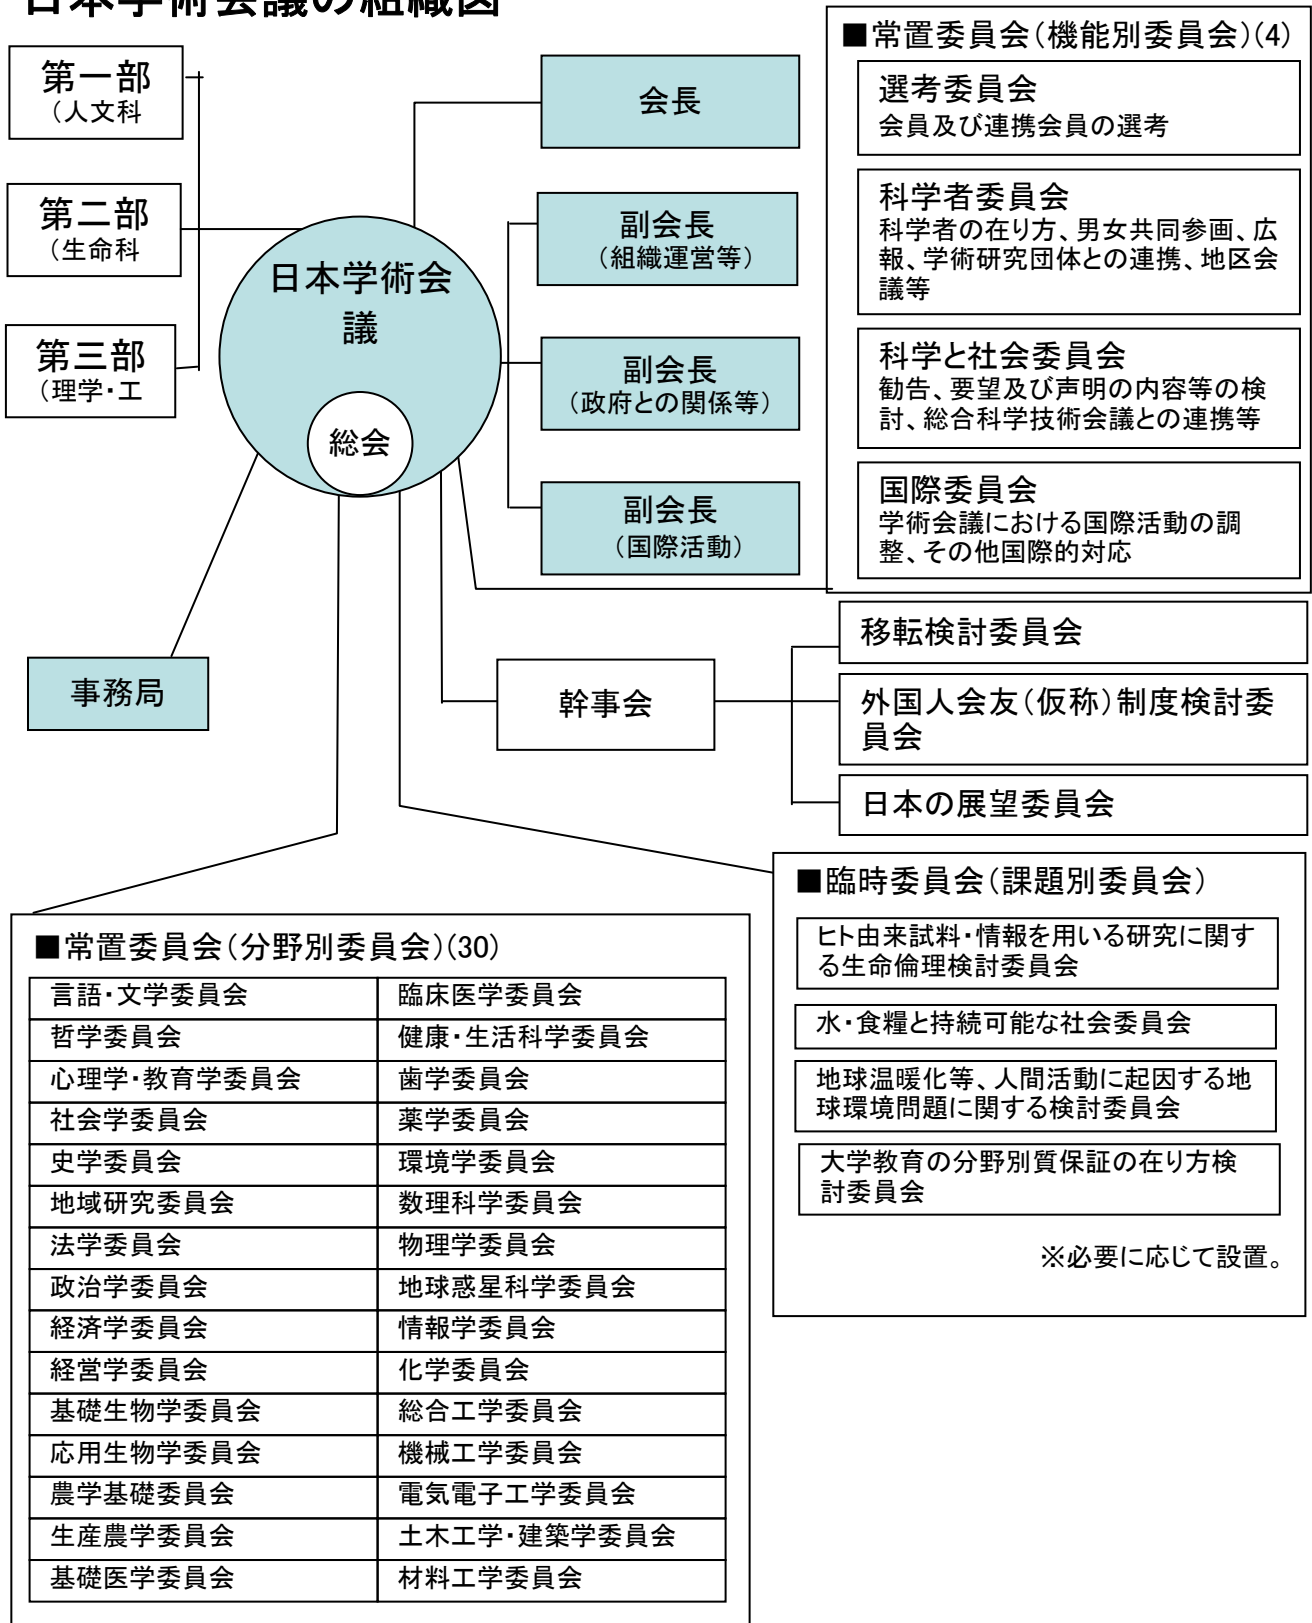 日本学術会議の組織図
第一部
（人文科
第二部
（生命科
第三部
（理学・工
日本学術会
議
総会
事務局
会長
副会長
（組織運営等）
副会長
（政府との関係等）
副会長
（国際活動）
■常置委員会（機能別委員会）(4)
選考委員会
会員及び連携会員の選考
科学者委員会
科学者の在り方、男女共同参画、広
報、学術研究団体との連携、地区会
議等
科学と社会委員会
勧告、要望及び声明の内容等の検
討、総合科学技術会議との連携等
国際委員会
学術会議における国際活動の調
整、その他国際的対応
幹事会
移転検討委員会
外国人会友（仮称）制度検討委
員会
日本の展望委員会
■臨時委員会（課題別委員会）
ヒト由来試料・情報を用いる研究に関す
る生命倫理検討委員会
水・食糧と持続可能な社会委員会
地球温暖化等、人間活動に起因する地
球環境問題に関する検討委員会
大学教育の分野別質保証の在り方検
討委員会
※必要に応じて設置。
■常置委員会（分野別委員会）(30)
言語・文学委員会 臨床医学委員会
哲学委員会 健康・生活科学委員会
心理学・教育学委員会 歯学委員会
社会学委員会 薬学委員会
史学委員会 環境学委員会
地域研究委員会 数理科学委員会
法学委員会 物理学委員会
政治学委員会 地球惑星科学委員会
経済学委員会 情報学委員会
経営学委員会 化学委員会
基礎生物学委員会 総合工学委員会
応用生物学委員会 機械工学委員会
農学基礎委員会 電気電子工学委員会
生産農学委員会 土木工学・建築学委員会
基礎医学委員会 材料工学委員会